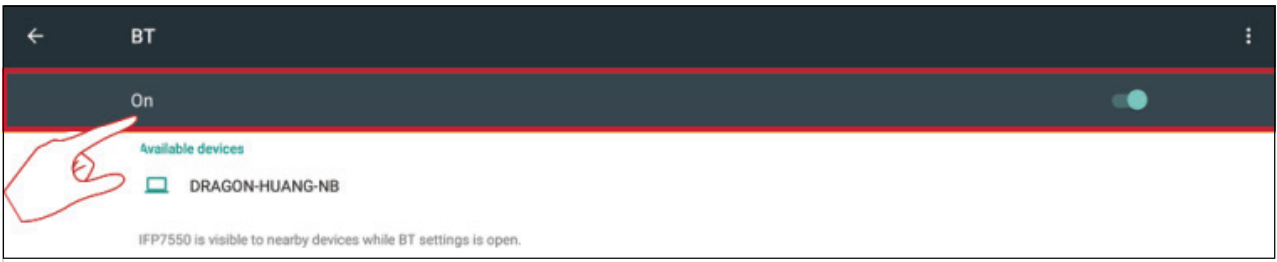 BT
On
Available devices
DRAGON-HUANG-NB
IFP7550 is visible to nearby devices while BT settings is open.